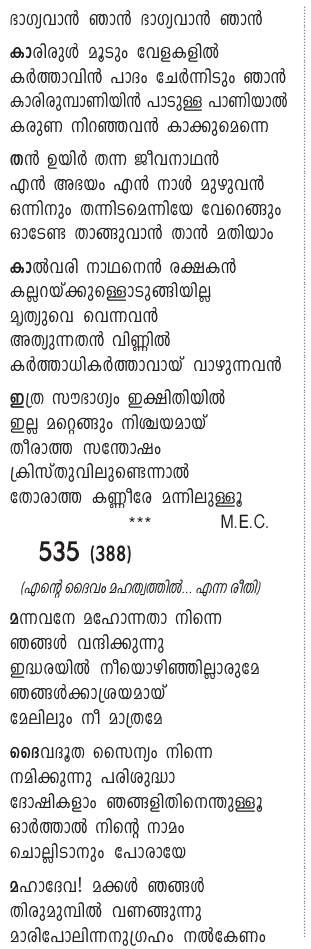 ഭാഗ്യവാൻ ഞാൻ ഭാഗ്യവാൻ ഞാൻ
കാരിരുൾ മൂടും വേളകളിൽ
കർത്താവിൻ പാദം ചേർന്നിടും ഞാൻ
കാരിരുമ്പാണിയിൻ പാടുള്ള പാണിയാൽ
കരുണ നിറഞ്ഞവൻ കാക്കുമെന്നെ
തൻ ഉയിർ തന്ന ജീവനാഥൻ
എൻ അഭയം എൻ നാൾ മുഴുവൻ
ഒന്നിനും തന്നിടമെന്നിയേ വേറെങ്ങും
ഓടേണ്ട താങ്ങുവാൻ താൻ മതിയാം
കാൽവരി നാഥനെൻ രക്ഷകൻ
കല്ലറയ്ക്കുള്ളൊടുങ്ങിയില്ല
മൃത്യുവെ വെന്നവൻ
അത്യുന്നതൻ വിണ്ണിൽ
കർത്താധികർത്താവായ് വാഴുന്നവൻ
ഇത്ര സൗഭാഗ്യം ഇക്ഷിതിയിൽ
ഇല്ല മറ്റെങ്ങും നിശ്ചയമായ്
തീരാത്ത സന്തോഷം
ക്രിസ്തുവിലുണ്ടെന്നാൽ
തോരാത്ത കണ്ണീരേ മന്നിലുള്ളൂ
*** M.E.C.
535 (388)
(എന്റെ ദൈവം മഹത്വത്തിൽ... എന്ന രീതി)
മന്നവനേ മഹോന്നതാ നിന്നെ
ഞങ്ങൾ വന്ദിക്കുന്നു
ഇദ്ധരയിൽ നീയൊഴിഞ്ഞില്ലാരുമേ
ഞങ്ങൾക്കാശ്രയമായ്
മേലിലും നീ മാത്രമേ
ദൈവദൂത സൈന്യം നിന്നെ
നമിക്കുന്നു പരിശുദ്ധാ
ദോഷികളാം ഞങ്ങളിതിനെന്തുള്ളൂ
ഓർത്താൽ നിന്റെ നാമം
ചൊല്ലിടാനും പോരായേ
മഹാദേവ! മക്കൾ ഞങ്ങൾ
തിരുമുമ്പിൽ വണങ്ങുന്നു
മാരിപോലിന്നനുഗ്രഹം നൽകേണം